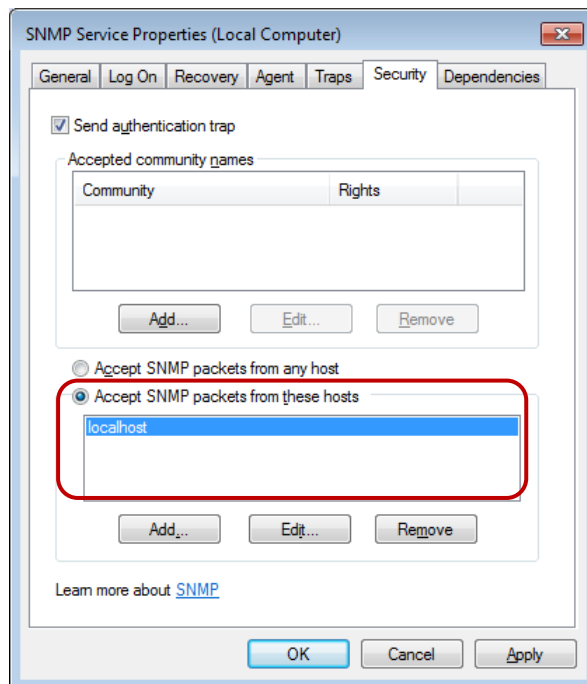 SNMP Service Properties (Local Computer)
General Log On Recovery Agent Traps Security Dependencies
Send authentication trap
Accepted community names
Community Rights
Add... Edit... Remove
Accept SNMP packets from any host
Accept SNMP packets from these hosts
localhost
Add... Edit... Remove
Learn more about SNMP
OK Cancel Apply